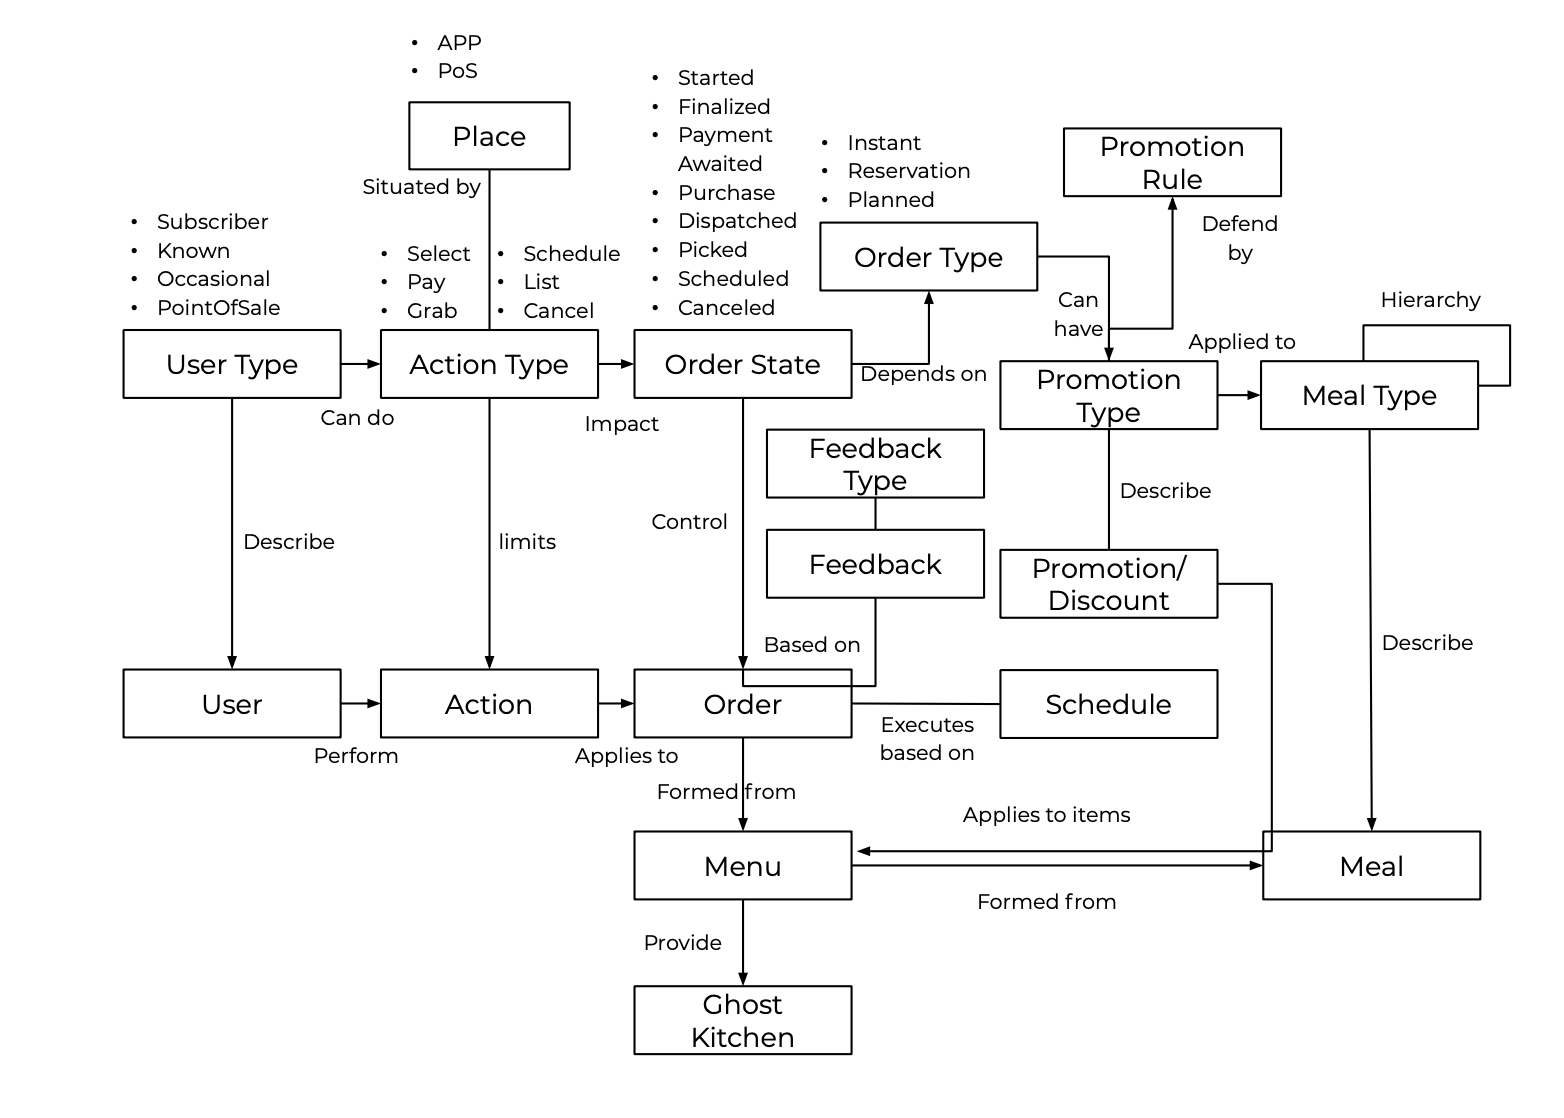 • APP
• PoS
Place
Situated by
• Subscriber
• Known
• Occasional
• PointOfSale
• Select
• Pay
• Grab
• Schedule
• List
• Cancel
• Started
• Finalized
• Payment
Awaited
• Purchase
• Dispatched
• Picked
• Scheduled
• Canceled
• Instant
• Reservation
• Planned
Order Type
Promotion
Rule
Defend
by
Can
have
Hierarchy
User Type
Can do
Action Type
Impact
Order State
Depends on
Promotion
Type
Applied to
Meal Type
Describe
limits
Control
Feedback
Type
Feedback
Based on
Describe
Promotion/
Discount
Describe
User
Perform
Action
Applies to
Order
Executes
based on
Schedule
Formed from
Menu
Applies to items
Formed from
Meal
Provide
Ghost
Kitchen